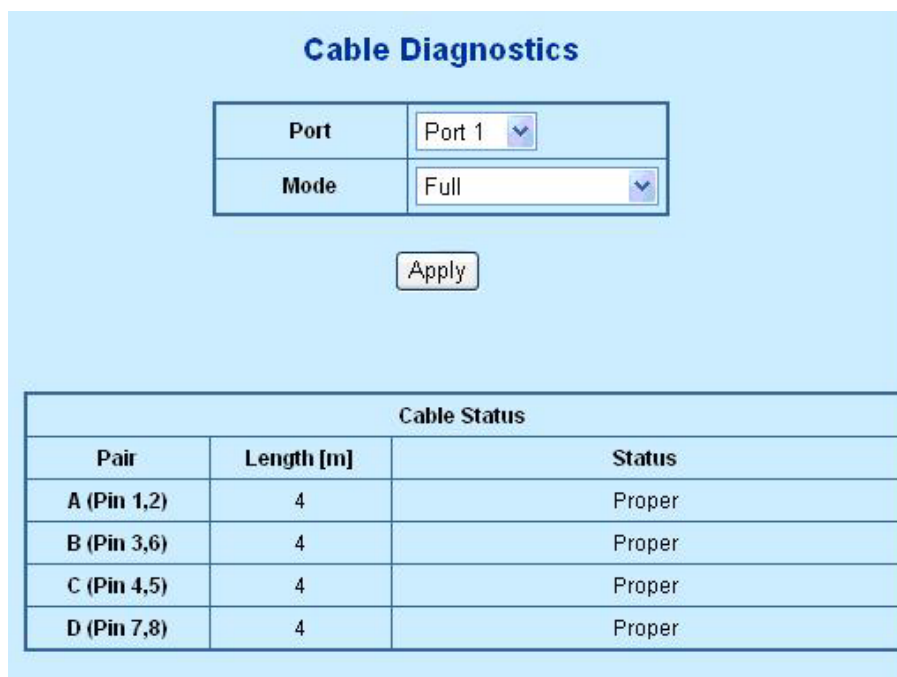 Cable Diagnostics
Port Port 1
Mode Full
Apply
Cable Status
Pair Length [m] Status
A (Pin 1,2) 4 Proper
B (Pin 3,6) 4 Proper
C (Pin 4,5) 4 Proper
D (Pin 7,8) 4 Proper